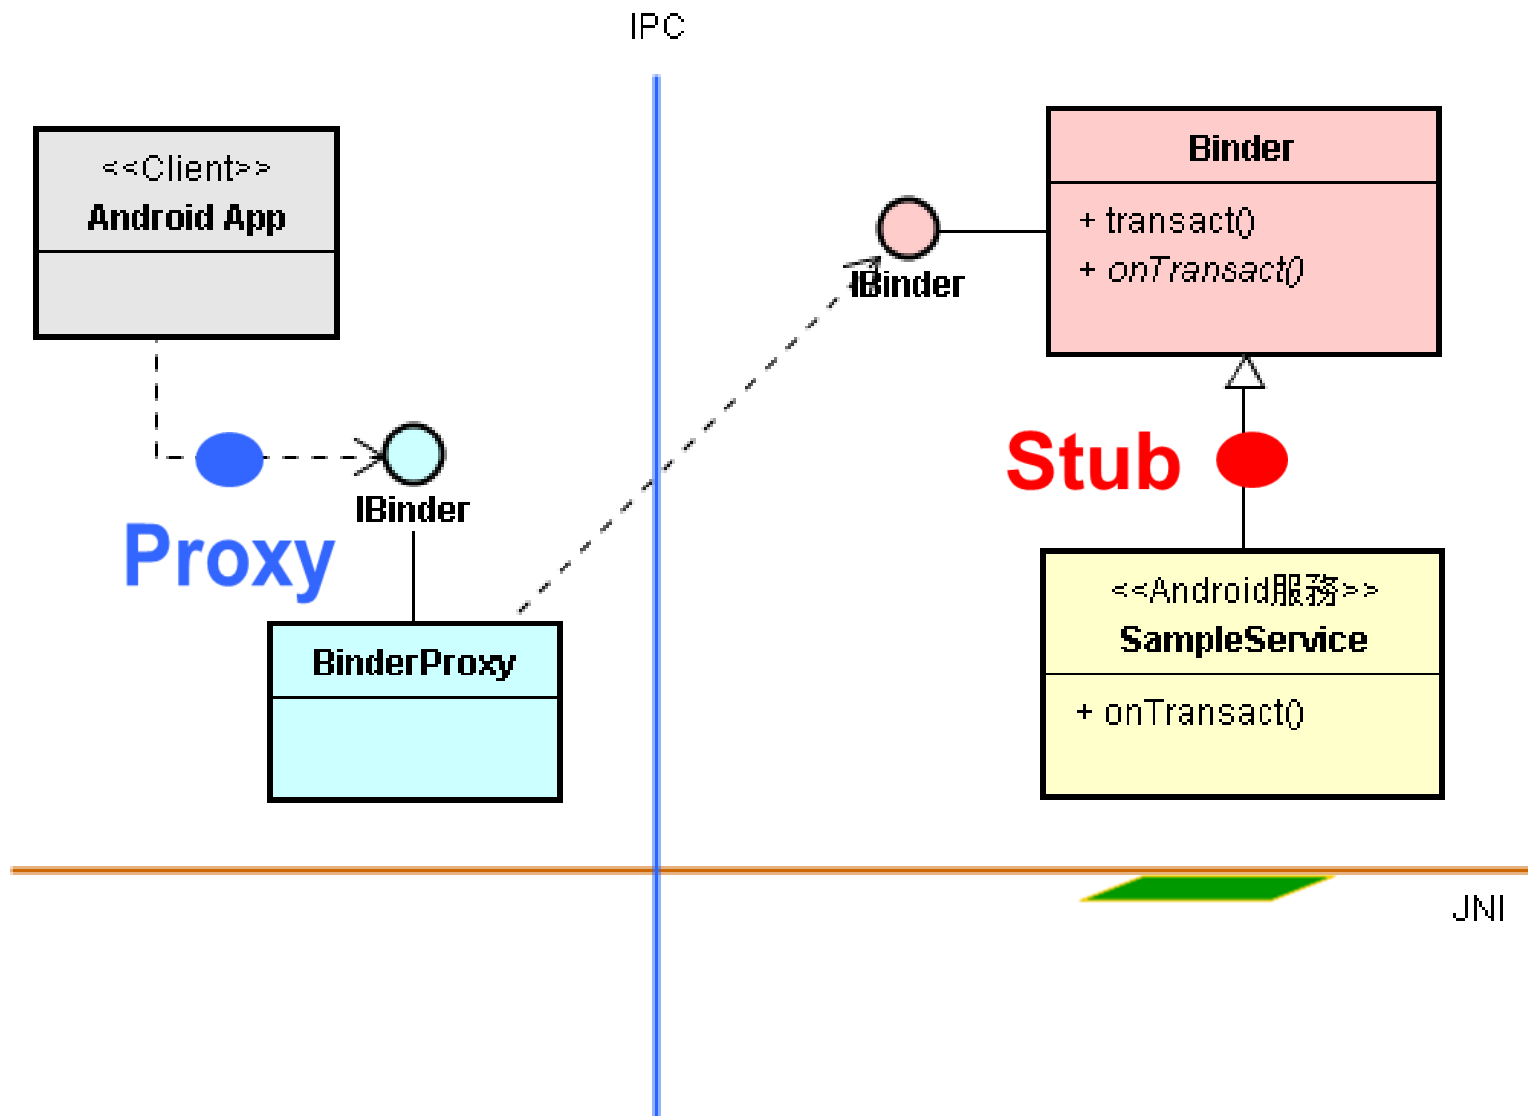 IPC
<<Client>>
Android App
Proxy
IBinder
BinderProxy
IBinder
Binder
+ transact()
+ onTransact()
Stub
<<Android服務>>
SampleService
+ onTransact()
JNI